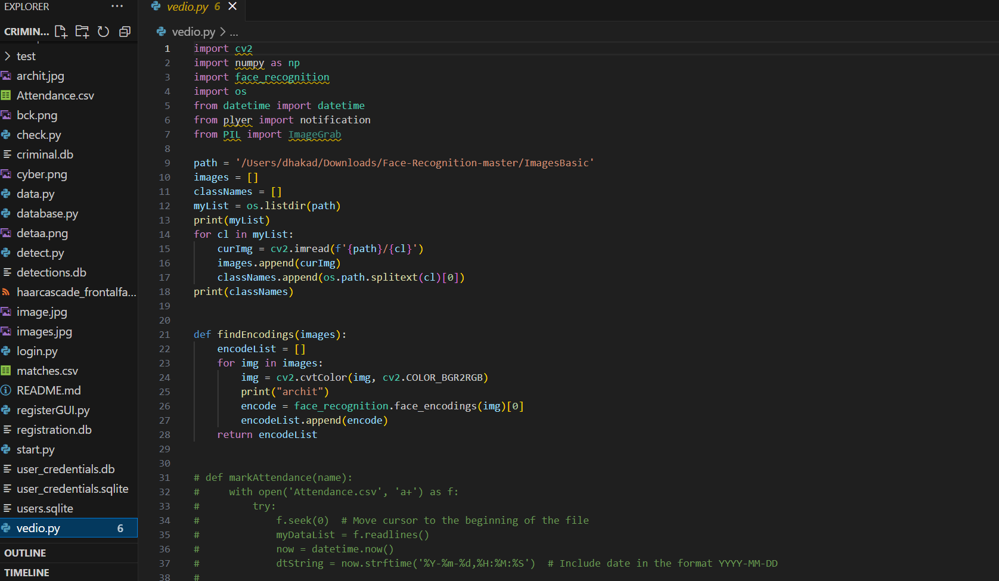 EXPLORER
...
CRIMIN...
test
archit.jpg
Attendance.csv
bck.png
check.py
criminal.db
cyber.png
data.py
database.py
detaa.png
detect.py
detections.db
haarcascade_frontalfa...
image.jpg
images.jpg
login.py
matches.csv
README.md
registerGUI.py
registration.db
start.py
user_credentials.db
user_credentials.sqlite
users.sqlite
vedio.py 6
OUTLINE
TIMELINE
vedio.py 6
vedio.py > ...
1 import cv2
2 import numpy as np
3 import face_recognition
4 import os
5 from datetime import datetime
6 from plyer import notification
7 from PIL import ImageGrab
8
9 path = '/Users/dhakad/Downloads/Face-Recognition-master/ImagesBasic'
10 images = []
11 classNames = []
12 myList = os.listdir(path)
13 print(myList)
14 for cl in myList:
15     curImg = cv2.imread(f'{path}/{cl}')
16     images.append(curImg)
17     classNames.append(os.path.splitext(cl)[0])
18 print(classNames)
19
20
21 def findEncodings(images):
22     encodeList = []
23     for img in images:
24         img = cv2.cvtColor(img, cv2.COLOR_BGR2RGB)
25         print("archit")
26         encode = face_recognition.face_encodings(img)[0]
27         encodeList.append(encode)
28     return encodeList
29
30
31 # def markAttendance(name):
32 #     with open('Attendance.csv', 'a+') as f:
33 #         try:
34 #             f.seek(0)  # Move cursor to the beginning of the file
35 #             myDataList = f.readlines()
36 #             now = datetime.now()
37 #             dtString = now.strftime('%Y-%m-%d,%H:%M:%S')  # Include date in the format YYYY-MM-DD
38 #